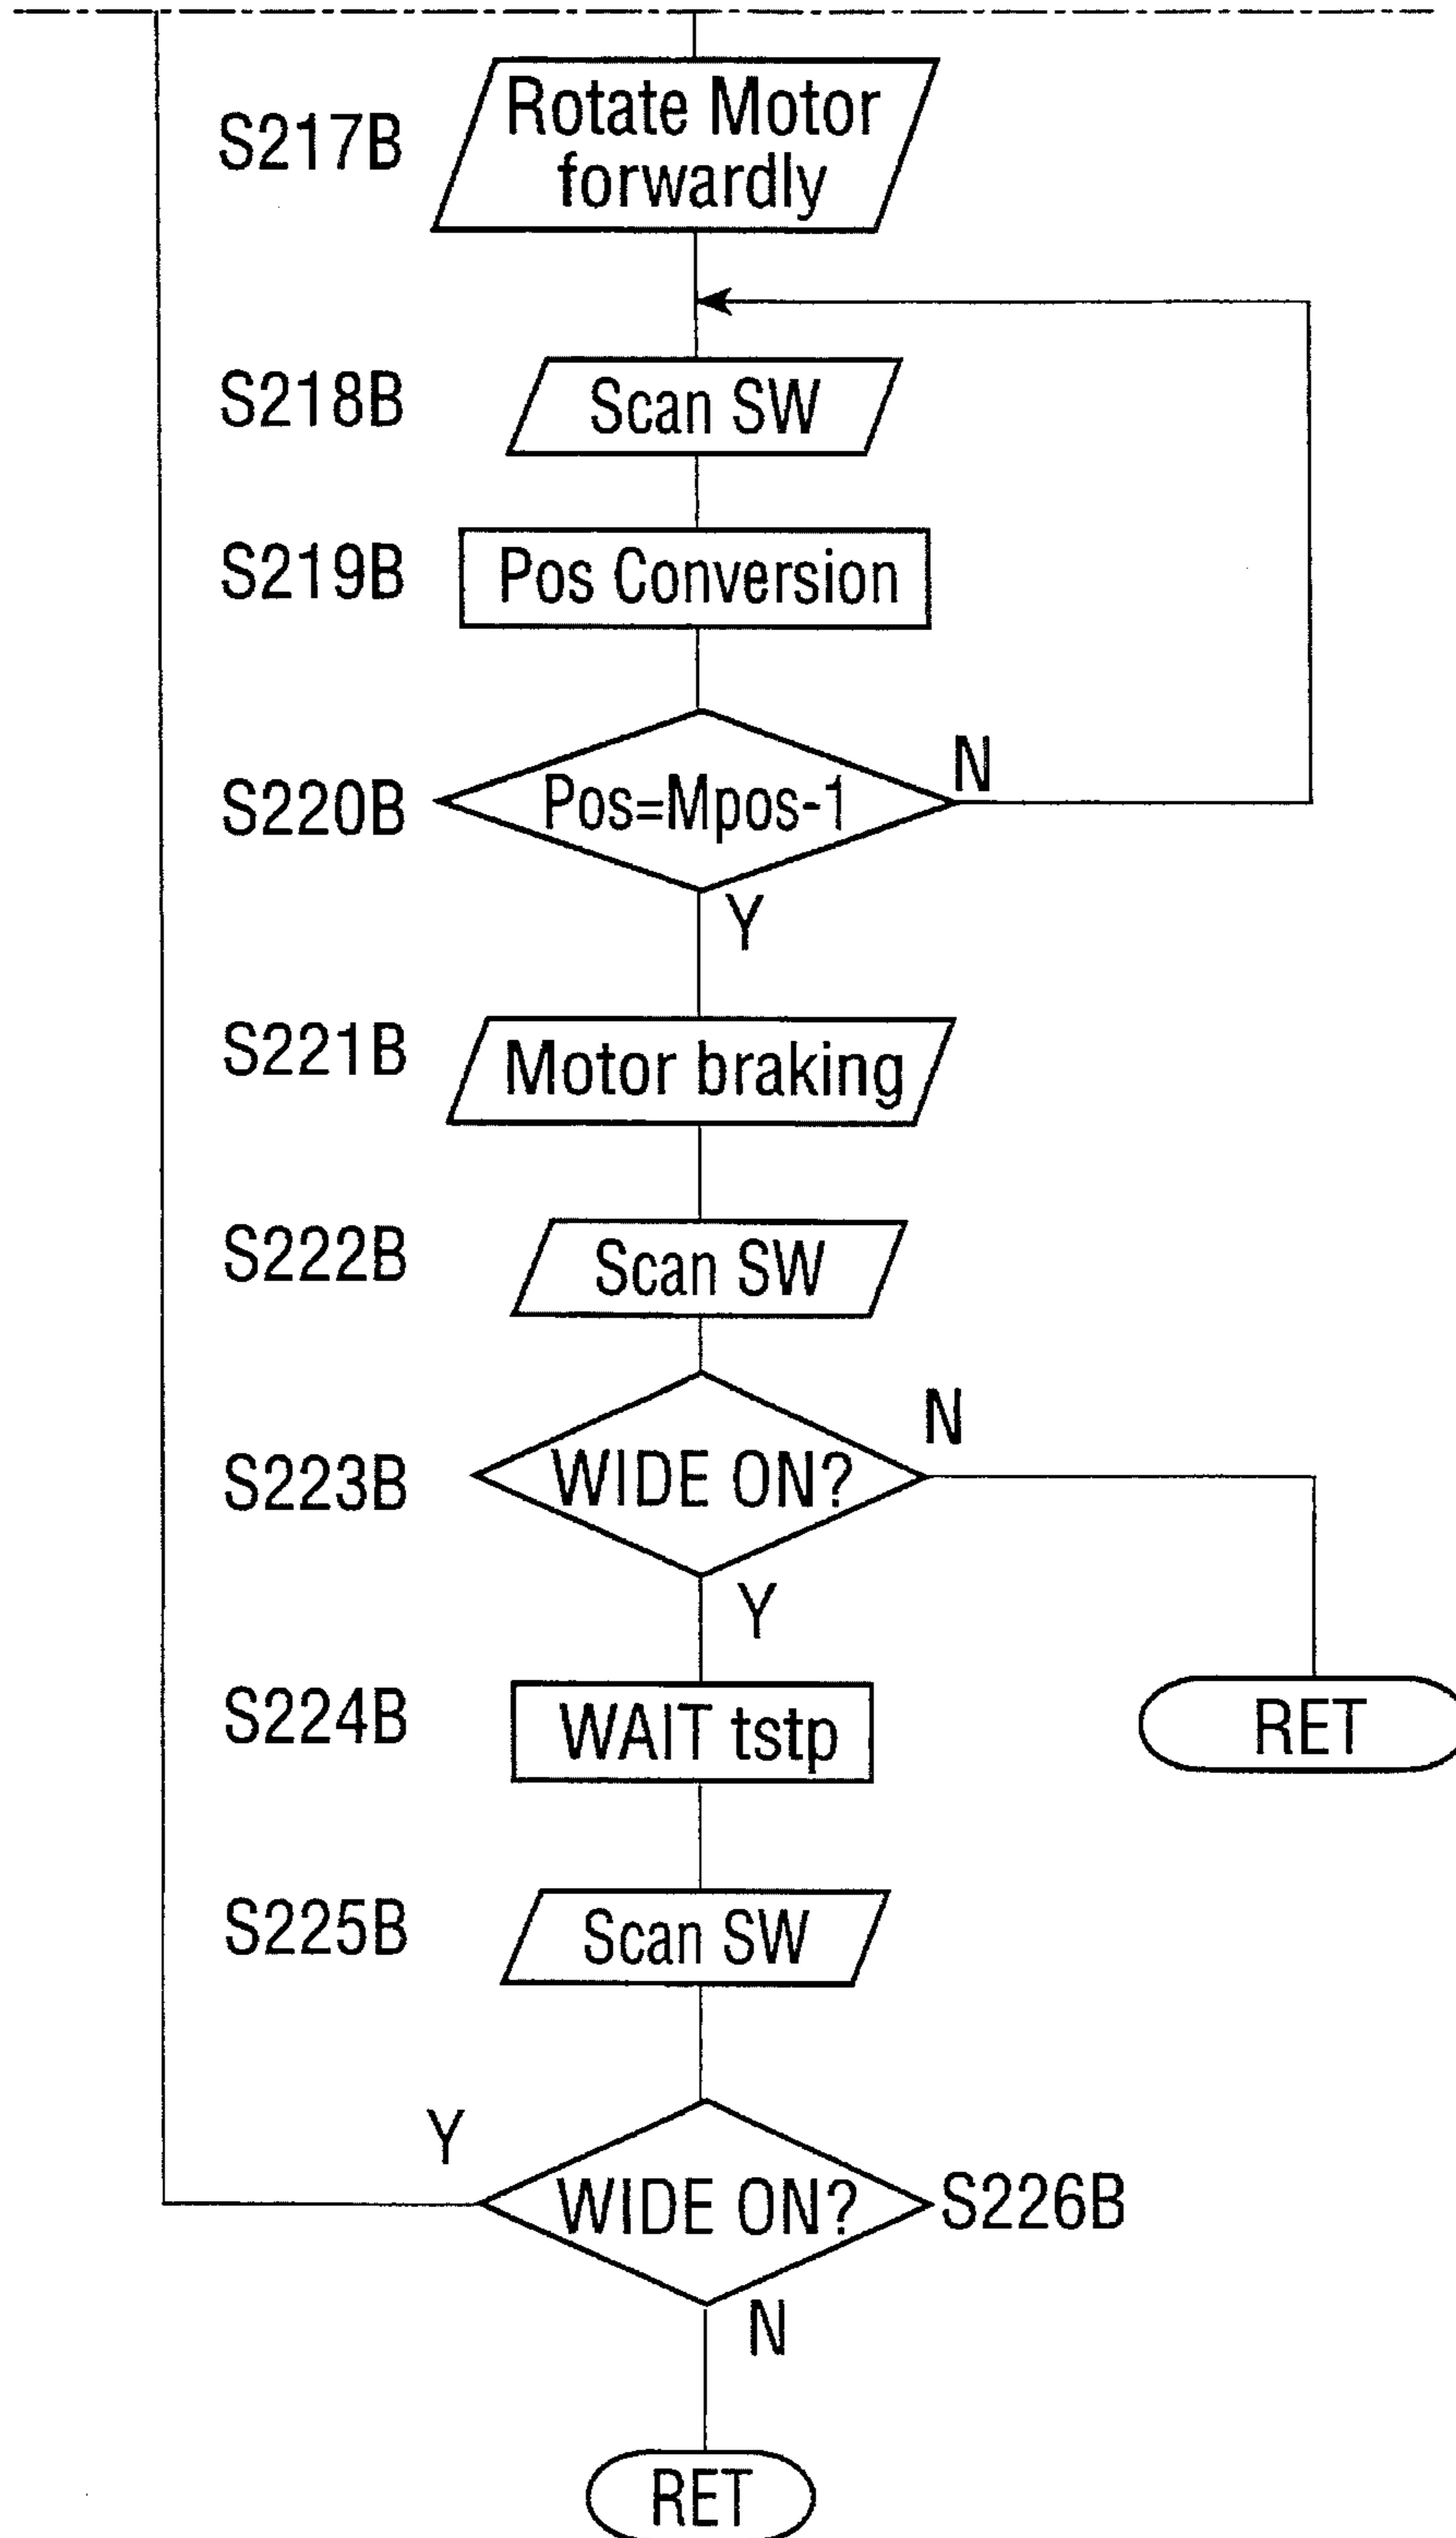 S217B
Rotate Motor
forwardly
S218B
Scan SW
S219B
Pos Conversion
S220B
Pos=Mpos-1
N
Y
S221B
Motor braking
S222B
Scan SW
S223B
WIDE ON?
N
Y
S224B
WAIT tstp
RET
S225B
Scan SW
Y
WIDE ON?
S226B
N
RET